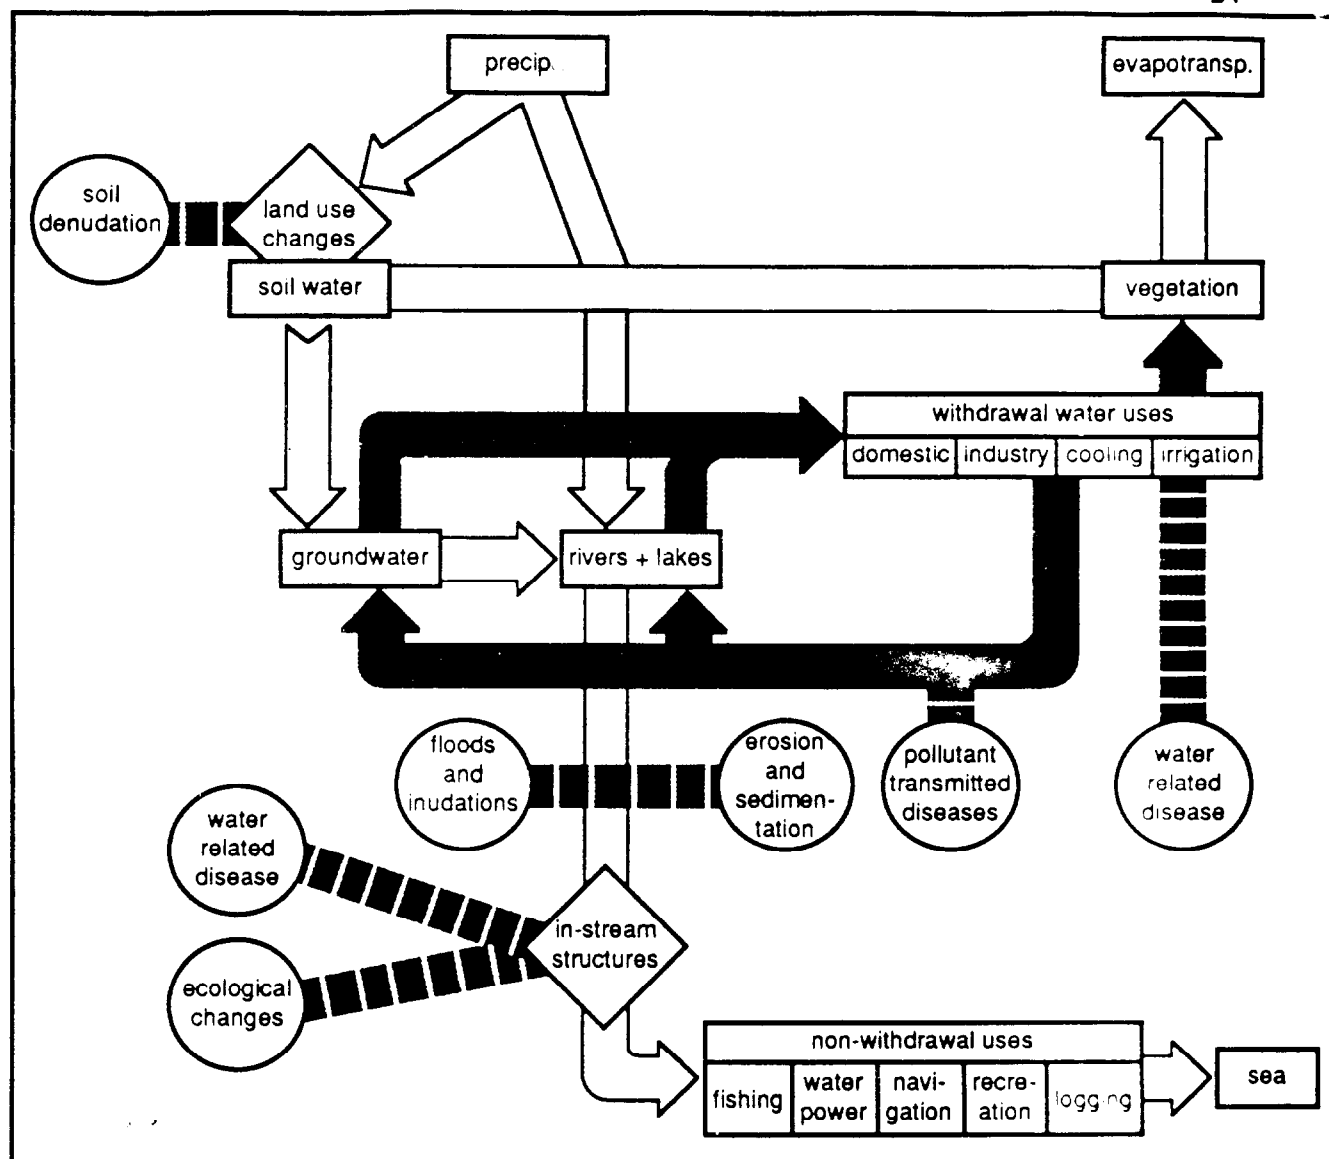 precip.
evapotransp.
soil
denudation
land use
changes
soil water
vegetation
withdrawal water uses
domestic
industry
cooling
irrigation
groundwater
rivers + lakes
floods
and
inudations
erosion
and
sedimen-
tation
pollutant
transmitted
diseases
water
related
disease
water
related
disease
in-stream
structures
ecological
changes
non-withdrawal uses
fishing
water
power
navi-
gation
recre-
ation
logging
sea